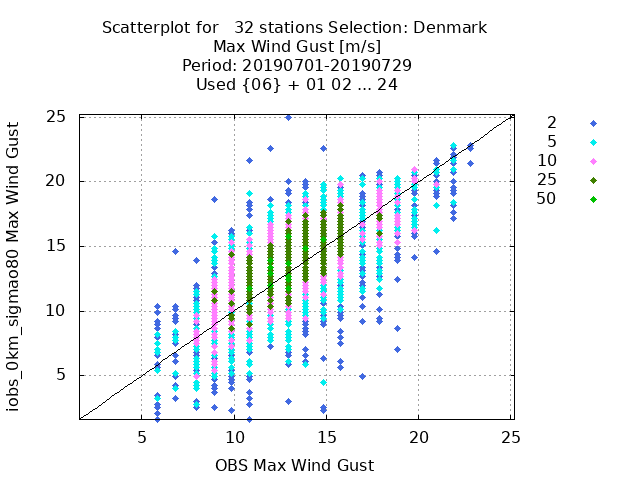 Scatterplot for   32 stations Selection: Denmark
Max Wind Gust [m/s]
Period: 20190701-20190729
Used {06} + 01 02 ... 24
iobs_0km_sigmao80 Max Wind Gust
25
20
15
10
5
5 10 15 20 25
OBS Max Wind Gust
2
5
10
25
50